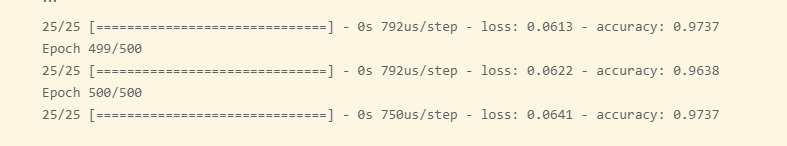 ...
25/25 [==============================] - 0s 792us/step - loss: 0.0613 - accuracy: 0.9737
Epoch 499/500
25/25 [==============================] - 0s 792us/step - loss: 0.0622 - accuracy: 0.9638
Epoch 500/500
25/25 [==============================] - 0s 750us/step - loss: 0.0641 - accuracy: 0.9737